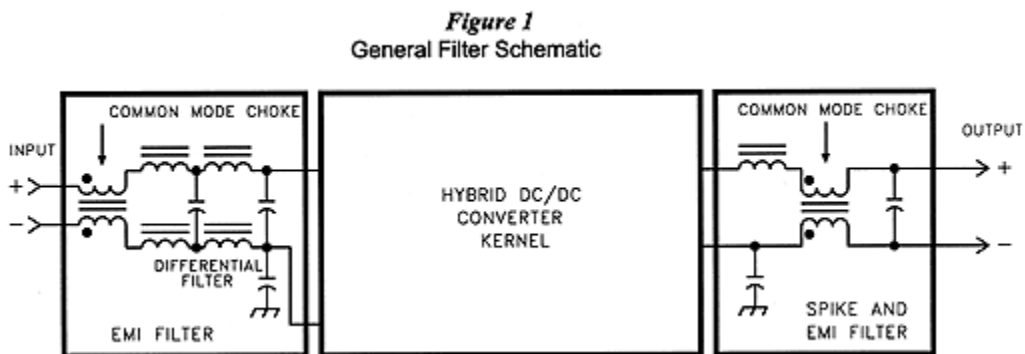 Figure 1
General Filter Schematic
COMMON MODE CHOKE
INPUT
+
−
DIFFERENTIAL
FILTER
EMI FILTER
HYBRID DC/DC
CONVERTER
KERNEL
COMMON MODE CHOKE
OUTPUT
+
−
SPIKE AND
EMI FILTER